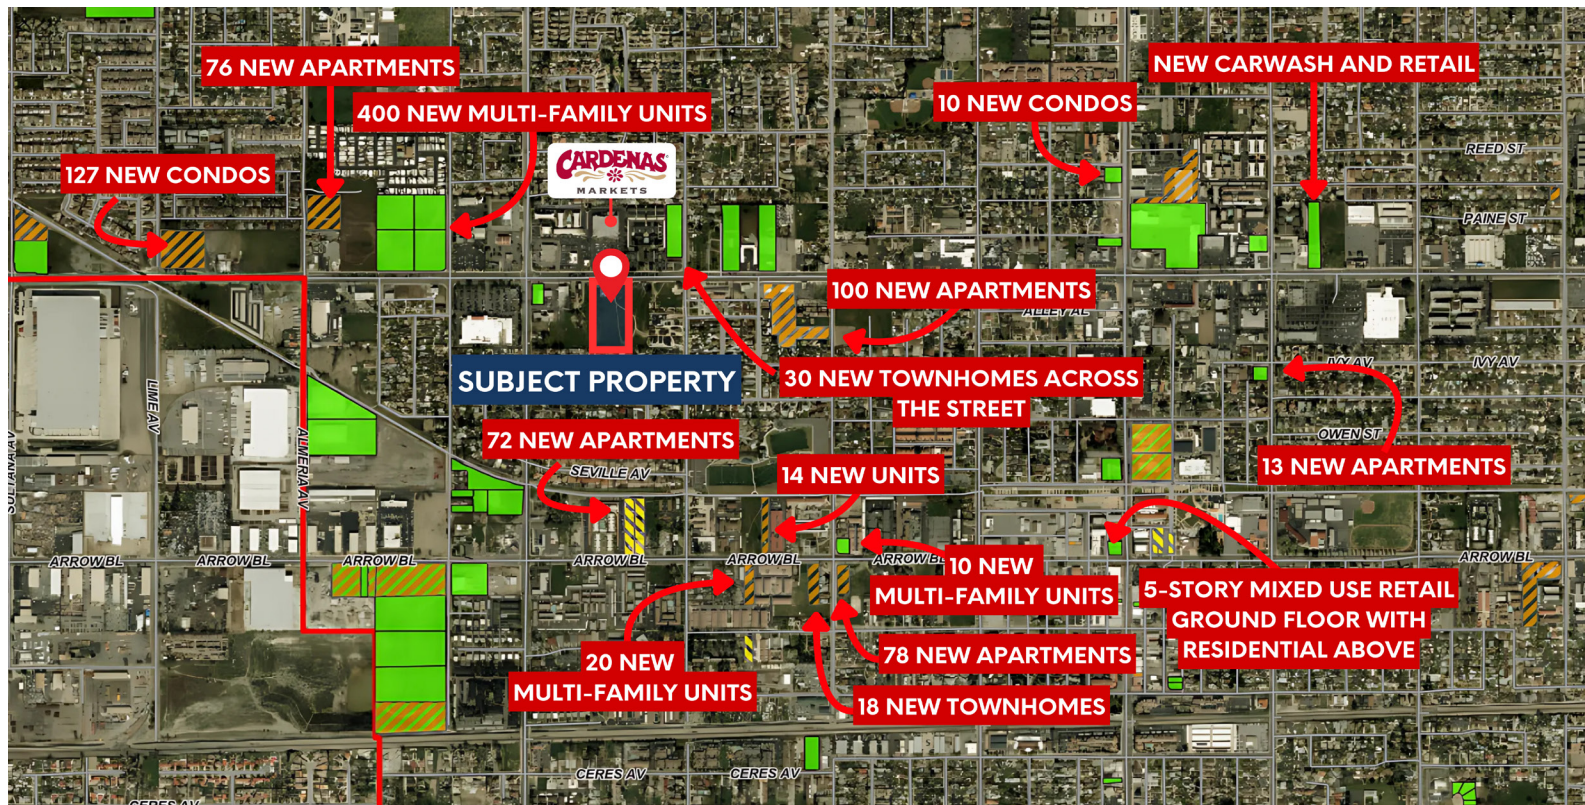 76 NEW APARTMENTS
NEW CARWASH AND RETAIL
400 NEW MULTI-FAMILY UNITS
10 NEW CONDOS
127 NEW CONDOS
CARDENAS
MARKETS
REED ST
PAINE ST
100 NEW APARTMENTS
ALLEY AL
SUBJECT PROPERTY
30 NEW TOWNHOMES ACROSS
THE STREET
IVY AV
IVY AV
LIME AV
ALMERIA AV
SULTANA AV
72 NEW APARTMENTS
OWEN ST
13 NEW APARTMENTS
SEVILLE AV
14 NEW UNITS
ARROW BL
ARROW BL
ARROW BL
ARROW BL
ARROW BL
ARROW BL
ARROW BL
10 NEW
MULTI-FAMILY UNITS
5-STORY MIXED USE RETAIL
GROUND FLOOR WITH
RESIDENTIAL ABOVE
20 NEW
MULTI-FAMILY UNITS
78 NEW APARTMENTS
18 NEW TOWNHOMES
CERES AV
CERES AV
CERES AV